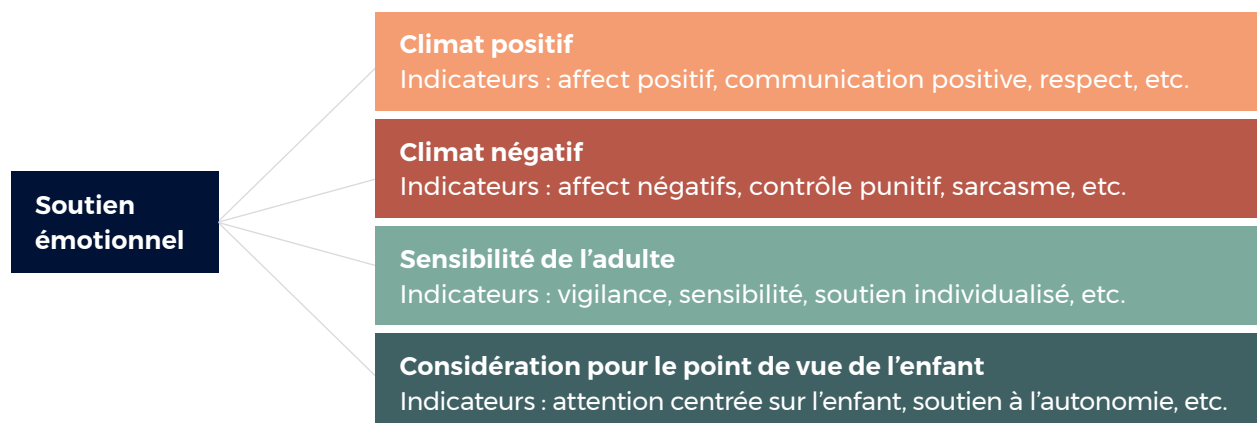 Climat positif
Indicateurs : affect positif, communication positive, respect, etc.
Climat négatif
Indicateurs : affect négatifs, contrôle punitif, sarcasme, etc.
Soutien
émotionnel
Sensibilité de l’adulte
Indicateurs : vigilance, sensibilité, soutien individualisé, etc.
Considération pour le point de vue de l’enfant
Indicateurs : attention centrée sur l’enfant, soutien à l’autonomie, etc.